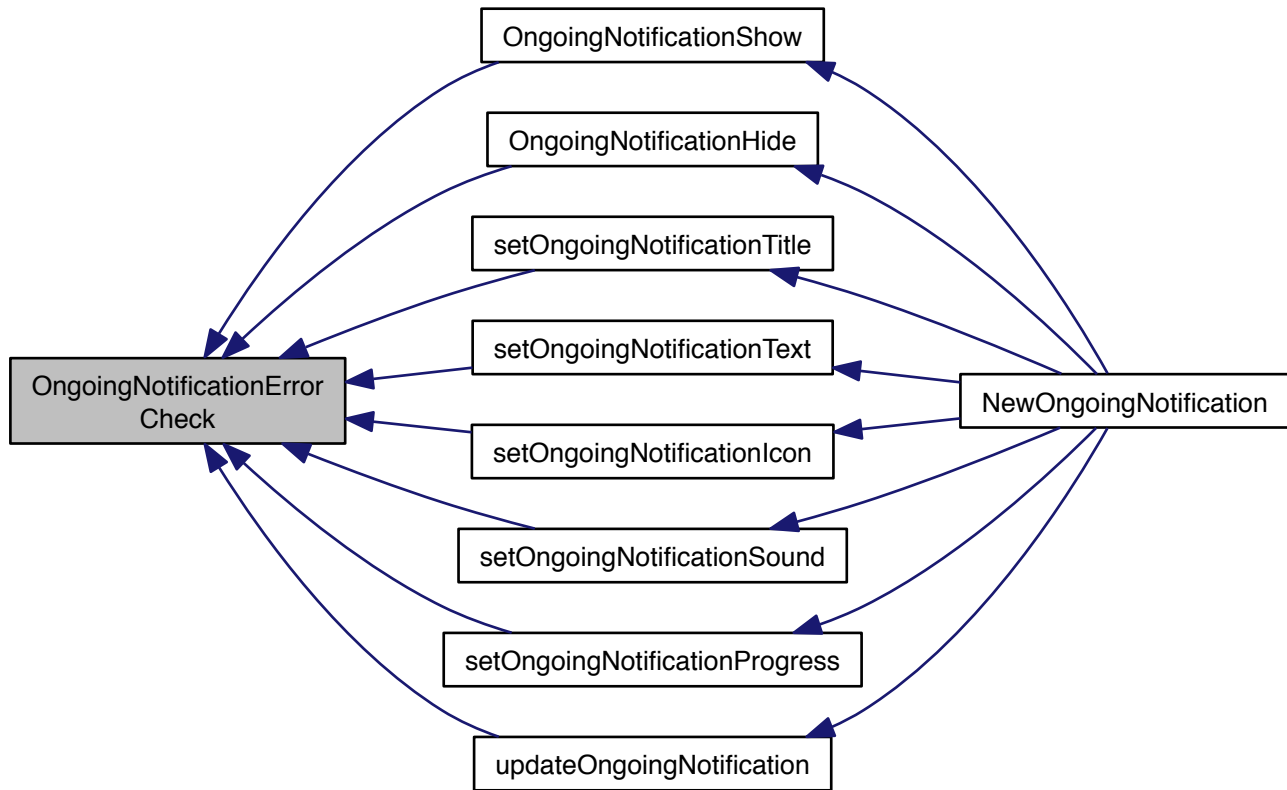 OngoingNotificationShow
OngoingNotificationHide
setOngoingNotificationTitle
setOngoingNotificationText
OngoingNotificationError
Check
NewOngoingNotification
setOngoingNotificationIcon
setOngoingNotificationSound
setOngoingNotificationProgress
updateOngoingNotification